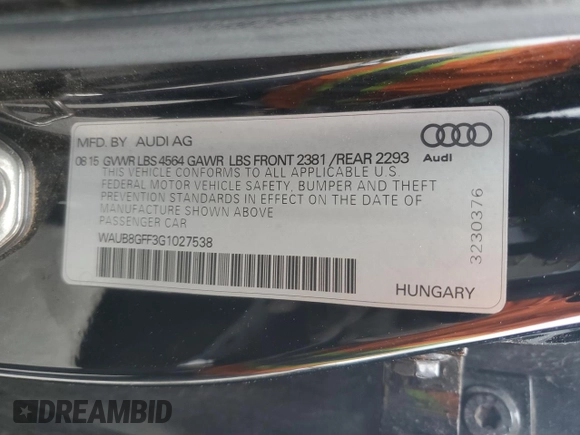 MFD. BY AUDI AG
08 15 GVWR LBS 4564 GAWR LBS FRONT 2381 /REAR 2293
THIS VEHICLE CONFORMS TO ALL APPLICABLE U.S
FEDERAL MOTOR VEHICLE SAFETY, BUMPER AND THEFT
PREVENTION STANDARDS IN EFFECT ON THE DATE OF
MANUFACTURE SHOWN ABOVE
PASSENGER CAR
WAUB8GFF3G1027538
Audi
3230376
HUNGARY
DREAMBID